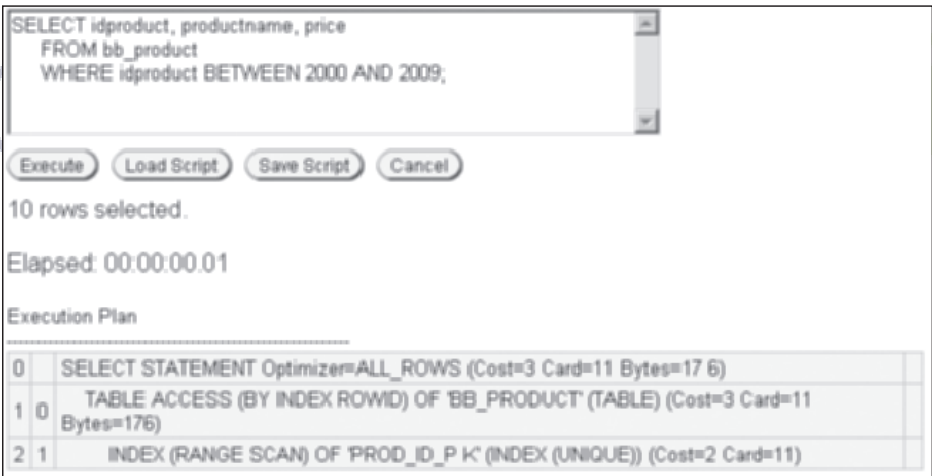 SELECT idproduct, productname, price
FROM bb_product
WHERE idproduct BETWEEN 2000 AND 2009;
Execute Load Script Save Script Cancel
10 rows selected.
Elapsed: 00:00:00.01
Execution Plan
----------------------------------------------------------
0 SELECT STATEMENT Optimizer=ALL_ROWS (Cost=3 Card=11 Bytes=17 6)
1 0 TABLE ACCESS (BY INDEX ROWID) OF 'BB_PRODUCT' (TABLE) (Cost=3 Card=11
Bytes=176)
2 1 INDEX (RANGE SCAN) OF 'PROD_ID_P K' (INDEX (UNIQUE)) (Cost=2 Card=11)